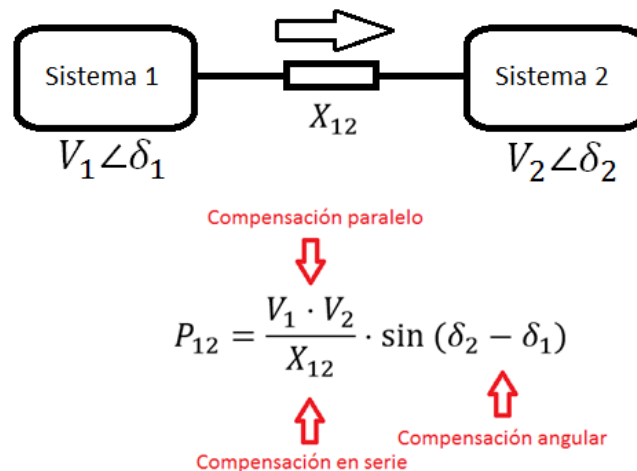 Sistema 1
Sistema 2
X₁₂
V₁∠δ₁
V₂∠δ₂
Compensación paralelo
P₁₂ = (V₁ · V₂) / X₁₂ · sin (δ₂ − δ₁)
Compensación angular
Compensación en serie